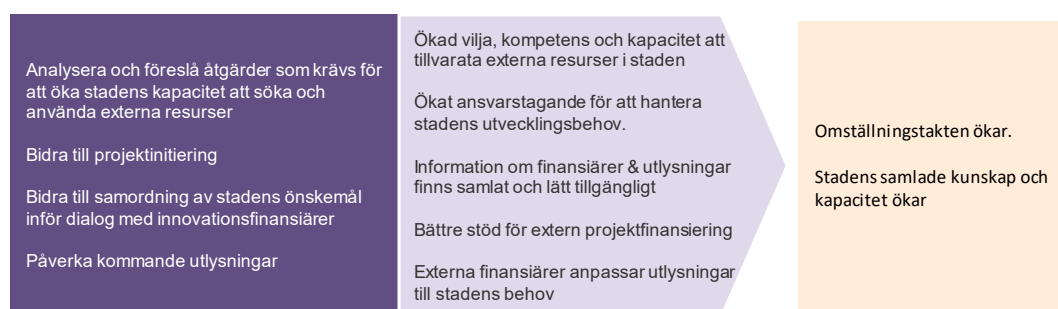 Analysera och föreslå åtgärder som krävs för
att öka stadens kapacitet att söka och
använda externa resurser
Bidra till projektinitiering
Bidra till samordning av stadens önskemål
inför dialog med innovationsfinansiärer
Påverka kommande utlysningar
Ökad vilja, kompetens och kapacitet att
tillvarata externa resurser i staden
Ökat ansvarstagande för att hantera
stadens utvecklingsbehov.
Information om finansiärer & utlysningar
finns samlat och lätt tillgängligt
Bättre stöd för extern projektfinansiering
Externa finansiärer anpassar utlysningar
till stadens behov
Omställningstakten ökar.
Stadens samlade kunskap och
kapacitet ökar